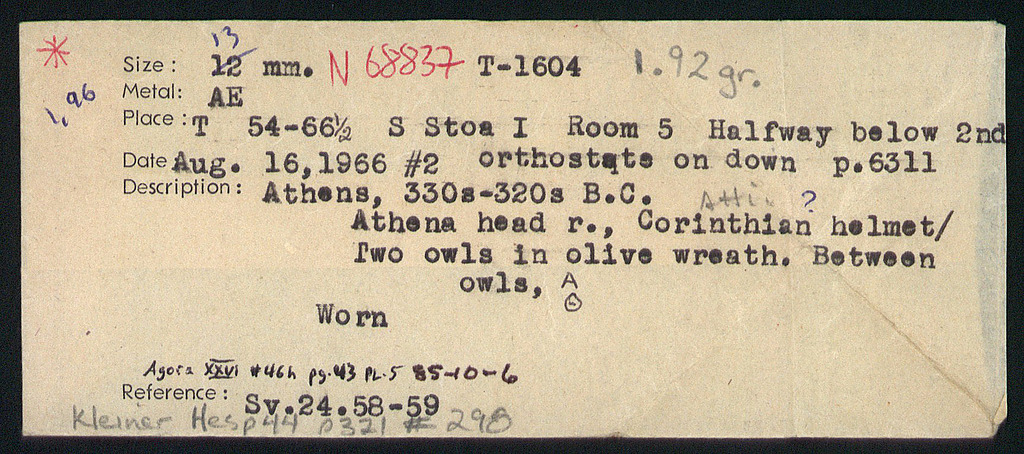 13
* Size: 12 mm. N 68837 T-1604 1.92 gr.
1,96 Metal: AE
Place: T 54-66½ S Stoa I Room 5 Halfway below 2nd
Date Aug. 16,1966 #2 orthostate on down p.6311
Description: Athens, 330s-320s B.C.
Atti. ?
Athena head r., Corinthian helmet/
Two owls in olive wreath. Between
owls, A
Θ
Worn
Agora XXVI #46h pg.43 PL.5 85-10-6
Reference: Sv.24.58-59
Kleiner Hesp 44 p321 # 298